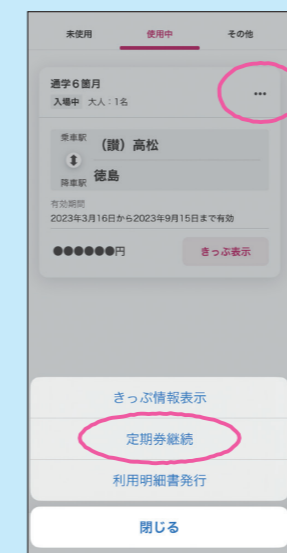 未使用 使用中 その他
通学6箇月 •••
入場中 大人：1名
乗車駅 （讃）高松
降車駅 徳島
有効期間
2023年3月16日から2023年9月15日まで有効
●●●●●●円 きっぷ表示
きっぷ情報表示
定期券継続
利用明細書発行
閉じる